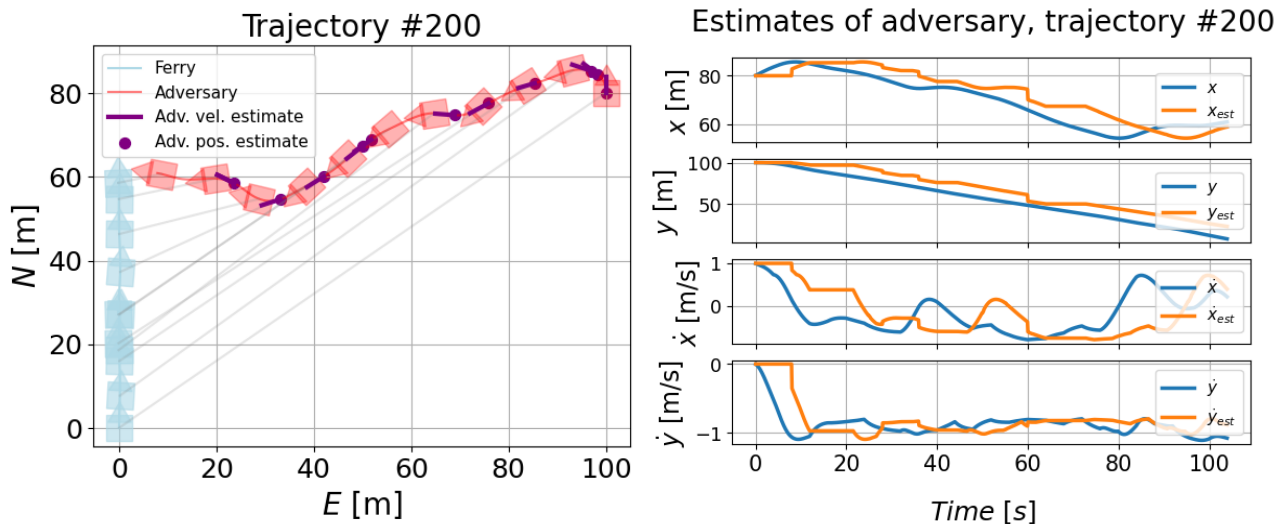 Trajectory #200
Ferry
Adversary
Adv. vel. estimate
Adv. pos. estimate
N [m]
80
60
40
20
0
0
20
40
60
80
100
E [m]
Estimates of adversary, trajectory #200
x [m]
80
60
x
x_est
y [m]
100
50
y
y_est
ẋ [m/s]
1
0
ẋ
ẋ_est
ẏ [m/s]
0
−1
ẏ
ẏ_est
0
20
40
60
80
100
Time [s]